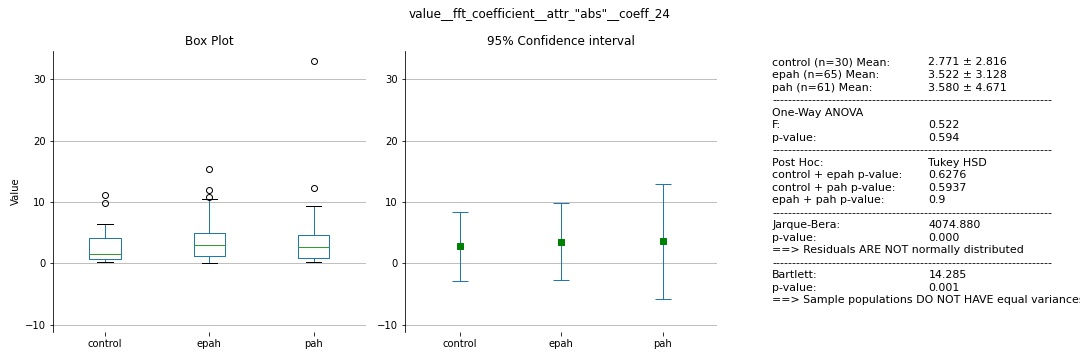 value__fft_coefficient__attr_"abs"__coeff_24
Box Plot
95% Confidence interval
Value
30
20
10
0
−10
control
epah
pah
30
20
10
0
−10
control
epah
pah
control (n=30) Mean: 2.771 ± 2.816
epah (n=65) Mean: 3.522 ± 3.128
pah (n=61) Mean: 3.580 ± 4.671
One-Way ANOVA
F: 0.522
p-value: 0.594
Post Hoc: Tukey HSD
control + epah p-value: 0.6276
control + pah p-value: 0.5937
epah + pah p-value: 0.9
Jarque-Bera: 4074.880
p-value: 0.000
==> Residuals ARE NOT normally distributed
Bartlett: 14.285
p-value: 0.001
==> Sample populations DO NOT HAVE equal variance